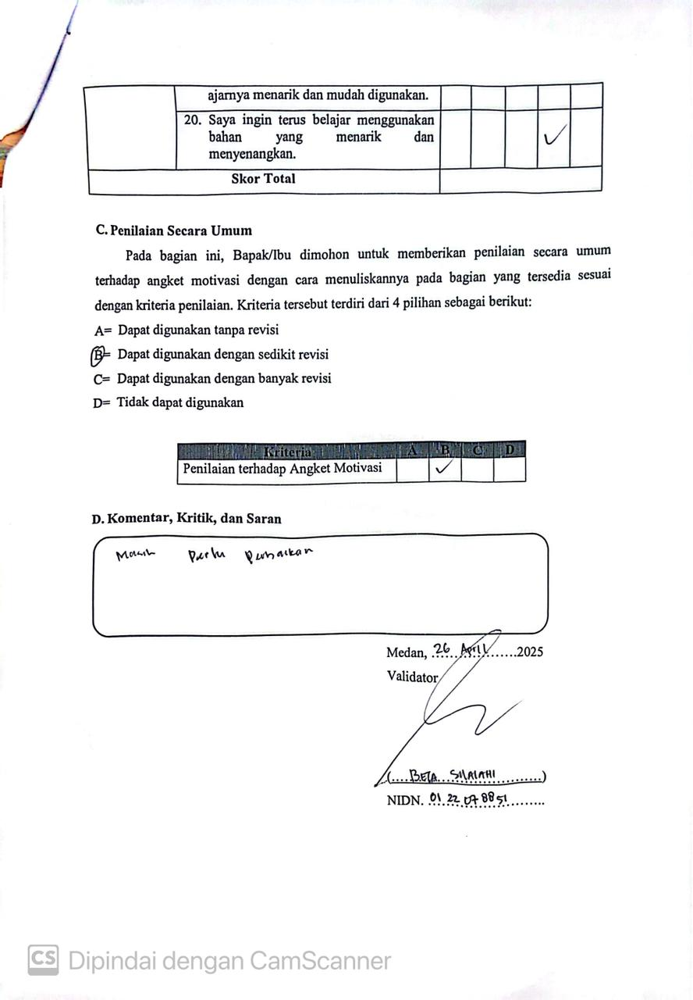 ajarnya menarik dan mudah digunakan.
20. Saya ingin terus belajar menggunakan
bahan yang menarik dan
menyenangkan.
Skor Total
C. Penilaian Secara Umum
Pada bagian ini, Bapak/Ibu dimohon untuk memberikan penilaian secara umum
terhadap angket motivasi dengan cara menuliskannya pada bagian yang tersedia sesuai
dengan kriteria penilaian. Kriteria tersebut terdiri dari 4 pilihan sebagai berikut:
A= Dapat digunakan tanpa revisi
B= Dapat digunakan dengan sedikit revisi
C= Dapat digunakan dengan banyak revisi
D= Tidak dapat digunakan
Kriteria A B C D
Penilaian terhadap Angket Motivasi ✓
D. Komentar, Kritik, dan Saran
Masih Perlu Perbaikan
Medan, 26 April 2025
Validator
(....BETA SILALAHI..........)
NIDN. 01 22 07 88 51
CS Dipindai dengan CamScanner